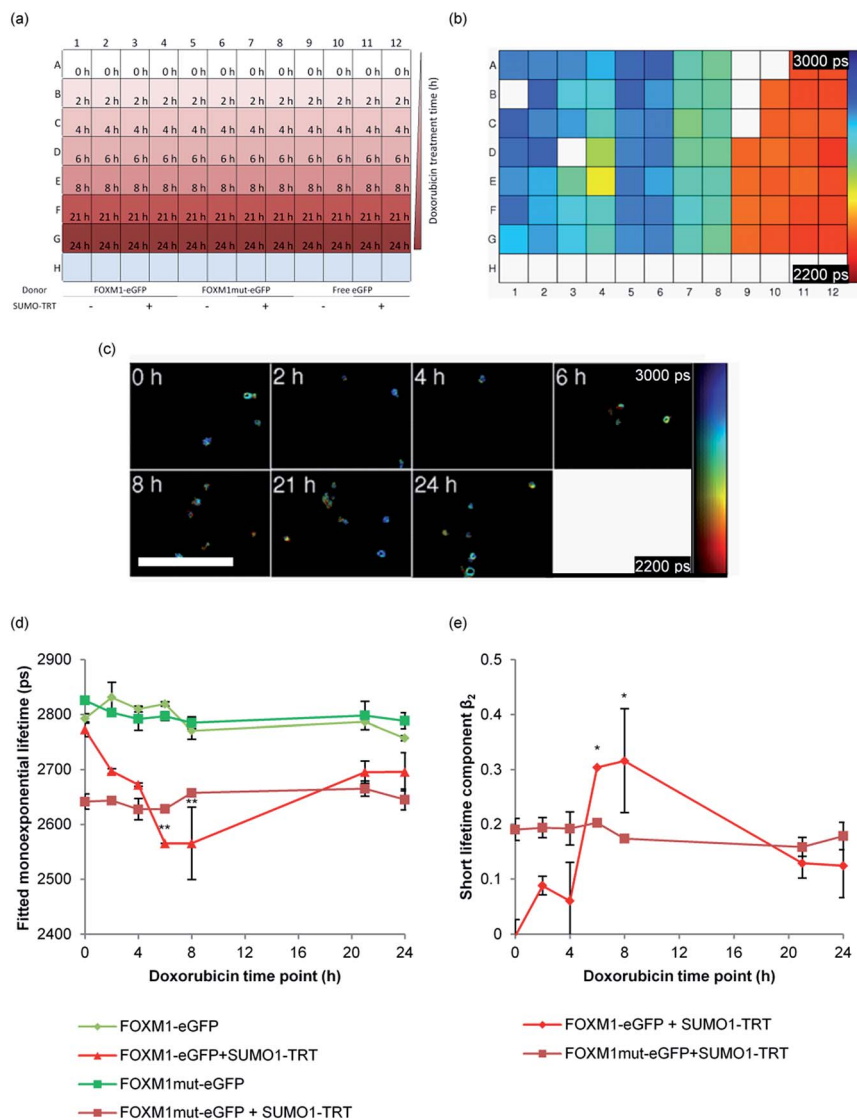 (a)
1 2 3 4 5 6 7 8 9 10 11 12
A 0 h 0 h 0 h 0 h 0 h 0 h 0 h 0 h 0 h 0 h 0 h 0 h
B 2 h 2 h 2 h 2 h 2 h 2 h 2 h 2 h 2 h 2 h 2 h 2 h
C 4 h 4 h 4 h 4 h 4 h 4 h 4 h 4 h 4 h 4 h 4 h 4 h
D 6 h 6 h 6 h 6 h 6 h 6 h 6 h 6 h 6 h 6 h 6 h 6 h
E 8 h 8 h 8 h 8 h 8 h 8 h 8 h 8 h 8 h 8 h 8 h 8 h
F 21 h 21 h 21 h 21 h 21 h 21 h 21 h 21 h 21 h 21 h 21 h 21 h
G 24 h 24 h 24 h 24 h 24 h 24 h 24 h 24 h 24 h 24 h 24 h 24 h
H
Doxorubicin treatment time (h)
Donor FOXM1-eGFP FOXM1mut-eGFP Free eGFP
SUMO-TRT - + - + - +
(b)
3000 ps
A
B
C
D
E
F
G
H
2200 ps
1 2 3 4 5 6 7 8 9 10 11 12
(c)
0 h 2 h 4 h 6 h 3000 ps
8 h 21 h 24 h
2200 ps
(d)
Fitted monoexponential lifetime (ps)
2900
2800
2700
2600
2500
2400
** **
0 4 8 12 16 20 24
Doxorubicin time point (h)
FOXM1-eGFP
FOXM1-eGFP+SUMO1-TRT
FOXM1mut-eGFP
FOXM1mut-eGFP + SUMO1-TRT
(e)
Short lifetime component β2
0.5
0.4
0.3
0.2
0.1
0
* *
0 4 8 12 16 20 24
Doxorubicin time point (h)
FOXM1-eGFP + SUMO1-TRT
FOXM1mut-eGFP+SUMO1-TRT